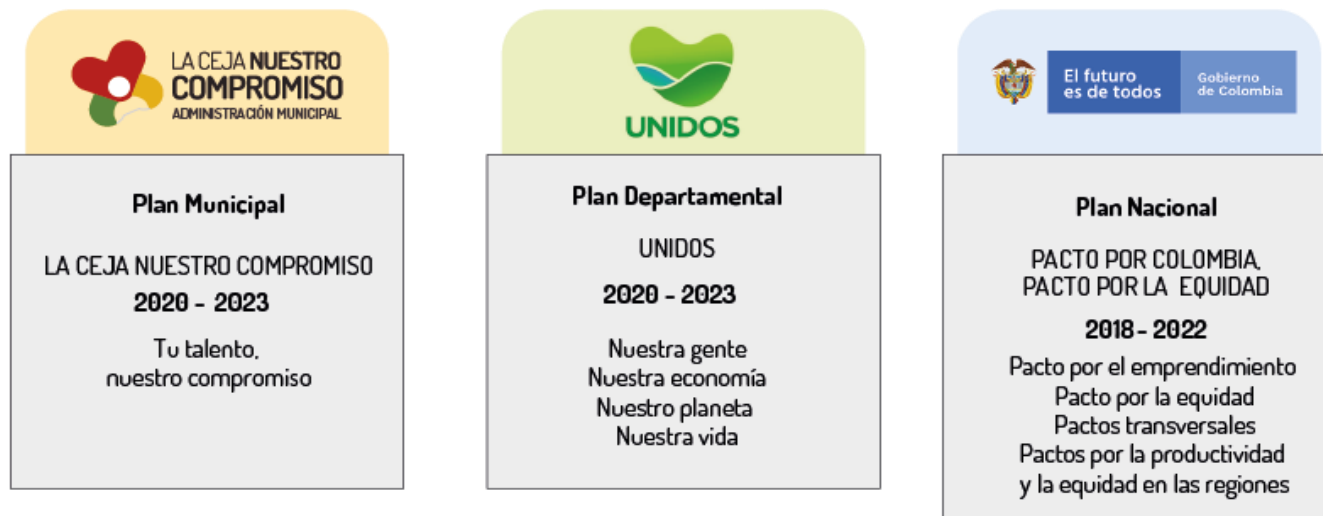 LA CEJA NUESTRO
COMPROMISO
ADMINISTRACIÓN MUNICIPAL
Plan Municipal
LA CEJA NUESTRO COMPROMISO
2020 - 2023
Tu talento,
nuestro compromiso
UNIDOS
Plan Departamental
UNIDOS
2020 - 2023
Nuestra gente
Nuestra economía
Nuestro planeta
Nuestra vida
El futuro
es de todos
Gobierno
de Colombia
Plan Nacional
PACTO POR COLOMBIA,
PACTO POR LA EQUIDAD
2018 - 2022
Pacto por el emprendimiento
Pacto por la equidad
Pactos transversales
Pactos por la productividad
y la equidad en las regiones